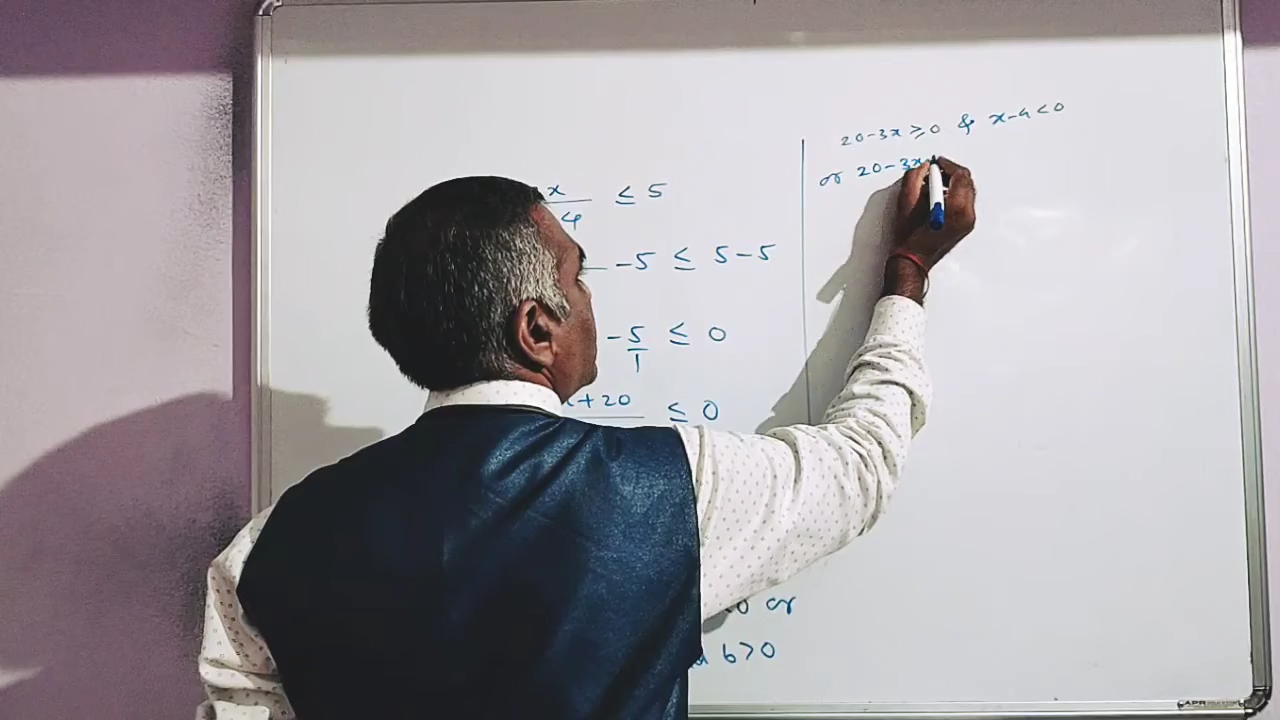 x ≤ 5
4
-5 ≤ 5-5
-5 ≤ 0
1
+20 ≤ 0
<0 or
b>0
20-3x ≥0 & x-4<0
or 20-3x